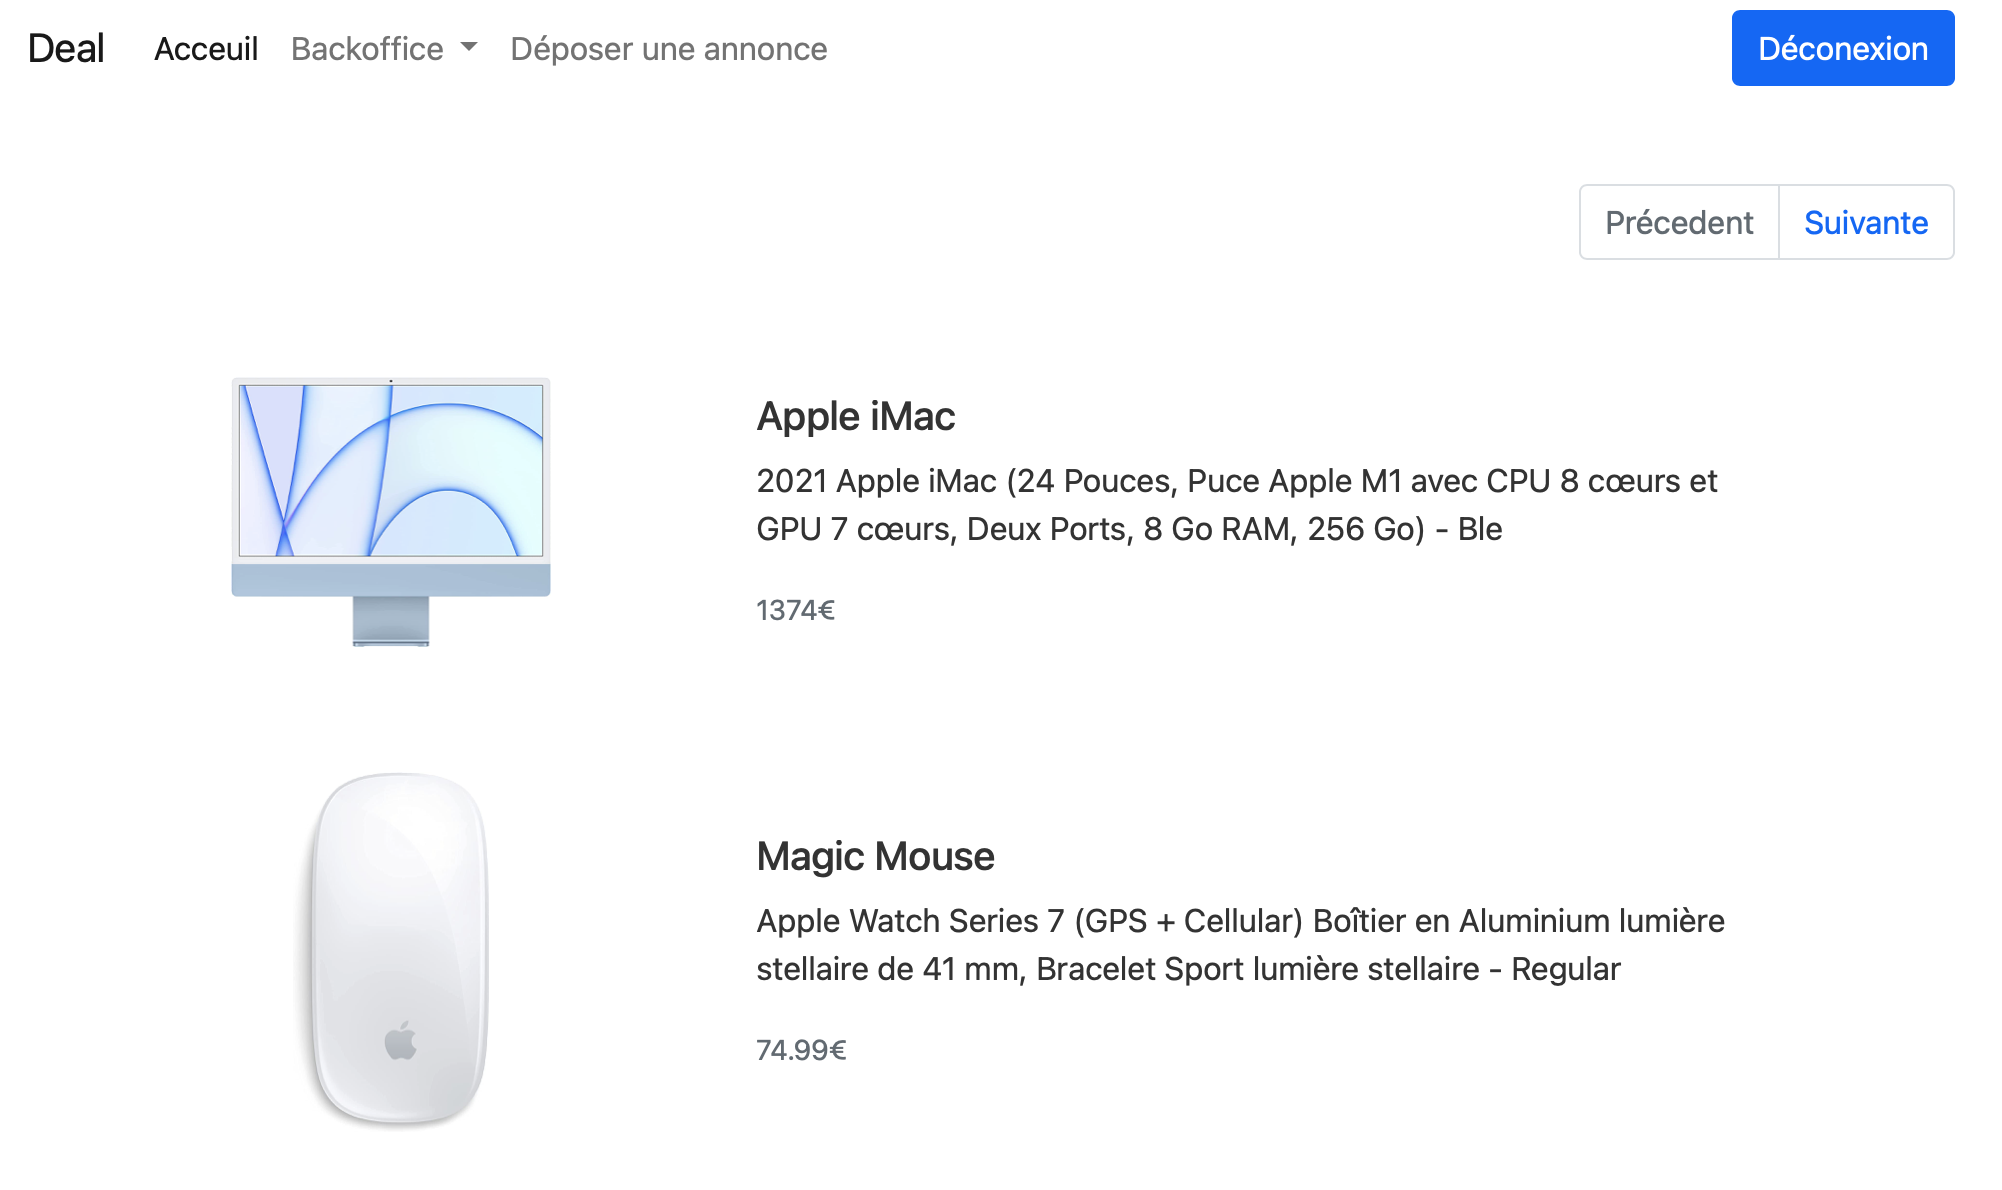 Deal Acceuil Backoffice Déposer une annonce Déconexion
Précedent Suivante
Apple iMac
2021 Apple iMac (24 Pouces, Puce Apple M1 avec CPU 8 cœurs et
GPU 7 cœurs, Deux Ports, 8 Go RAM, 256 Go) - Ble
1374€
Magic Mouse
Apple Watch Series 7 (GPS + Cellular) Boîtier en Aluminium lumière
stellaire de 41 mm, Bracelet Sport lumière stellaire - Regular
74.99€